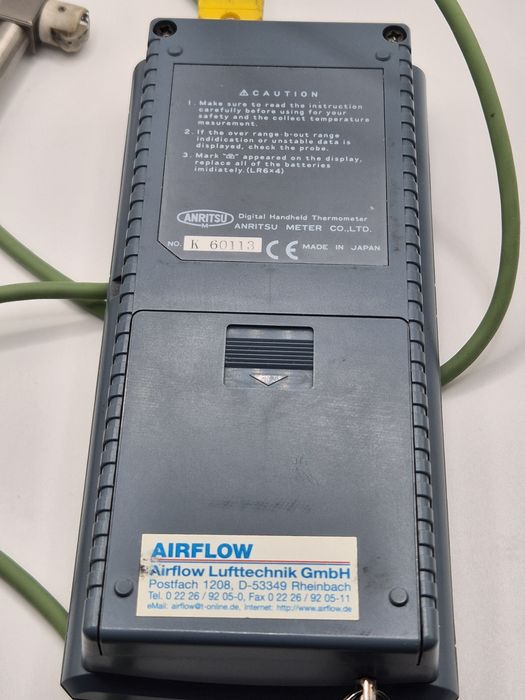 ⚠ CAUTION
1. Make sure to read the instruction
carefully before using for your
safety and the collect temperature
mesurement.
2. If the over range·b-out range
indidication or unstable data is
displayed, check the probe.
3. Mark "" appeared on the display,
replace all of the batteries
imidiately. (LR6×4)
ANRITSU
M
Digital Handheld Thermometer
ANRITSU METER CO., LTD.
NO. K 60113 CE MADE IN JAPAN
AIRFLOW
Airflow Lufttechnik GmbH
Postfach 1208, D-53349 Rheinbach
Tel. 0 22 26 / 92 05-0, Fax 0 22 26 / 92 05-11
eMail: airflow@t-online.de, Internet: http://www.airflow.de